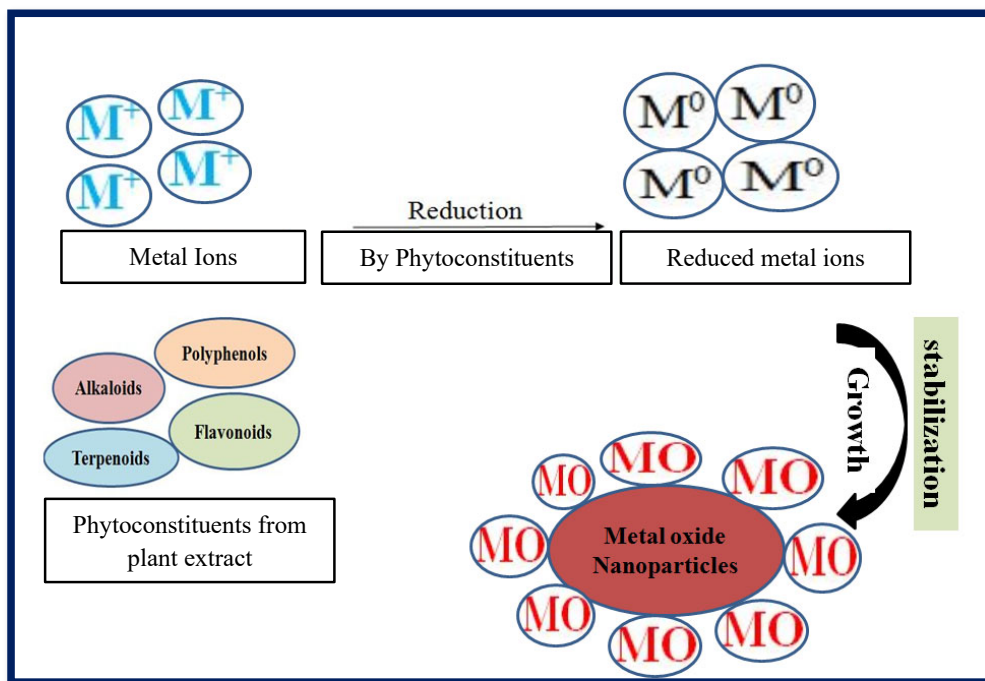 M⁺
M⁺
M⁺
M⁺
Metal Ions
Reduction
By Phytoconstituents
M⁰
M⁰
M⁰
M⁰
Reduced metal ions
Polyphenols
Alkaloids
Flavonoids
Terpenoids
Phytoconstituents from
plant extract
Growth
stabilization
MO
MO
MO
MO
MO
MO
MO
MO
Metal oxide
Nanoparticles